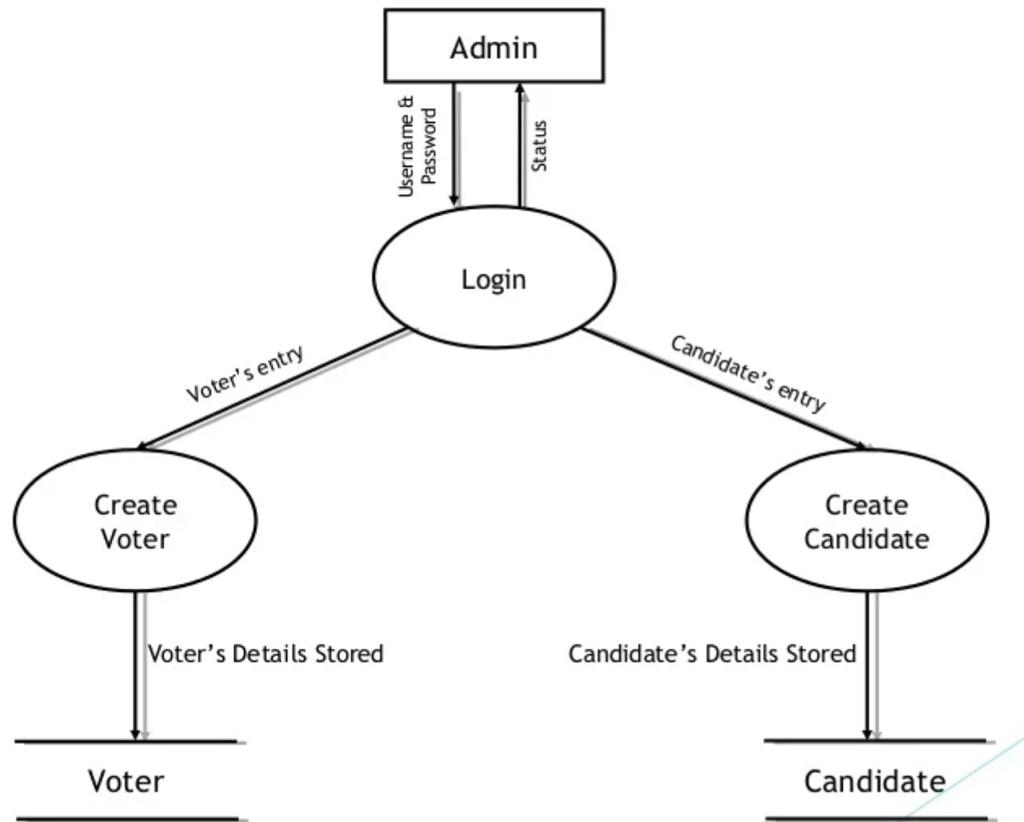 Admin
Username &
Password
Status
Login
Voter's entry
Candidate's entry
Create
Voter
Create
Candidate
Voter's Details Stored
Candidate's Details Stored
Voter
Candidate